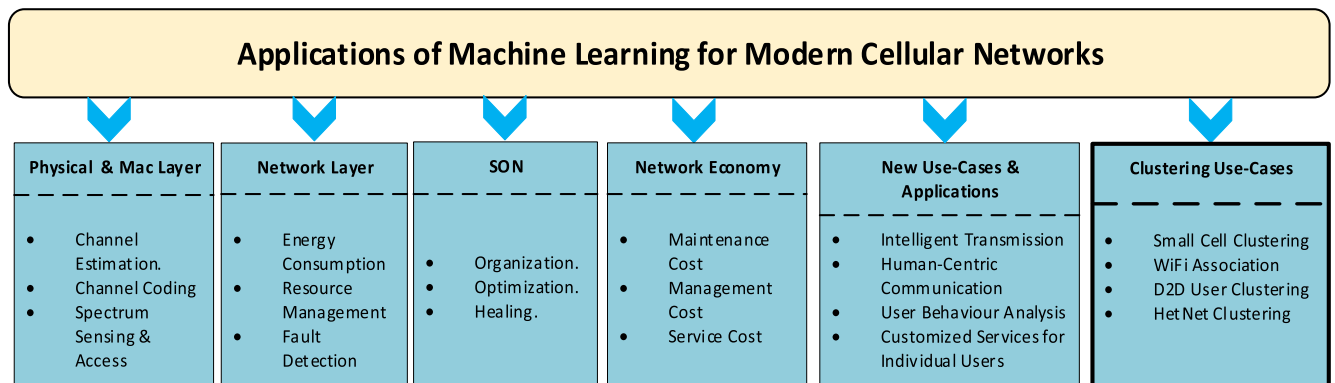 Applications of Machine Learning for Modern Cellular Networks
Physical & Mac Layer
Channel
Estimation.
Channel Coding
Spectrum
Sensing &
Access
Network Layer
Energy
Consumption
Resource
Management
Fault
Detection
SON
Organization.
Optimization.
Healing.
Network Economy
Maintenance
Cost
Management
Cost
Service Cost
New Use-Cases &
Applications
Intelligent Transmission
Human-Centric
Communication
User Behaviour Analysis
Customized Services for
Individual Users
Clustering Use-Cases
Small Cell Clustering
WiFi Association
D2D User Clustering
HetNet Clustering